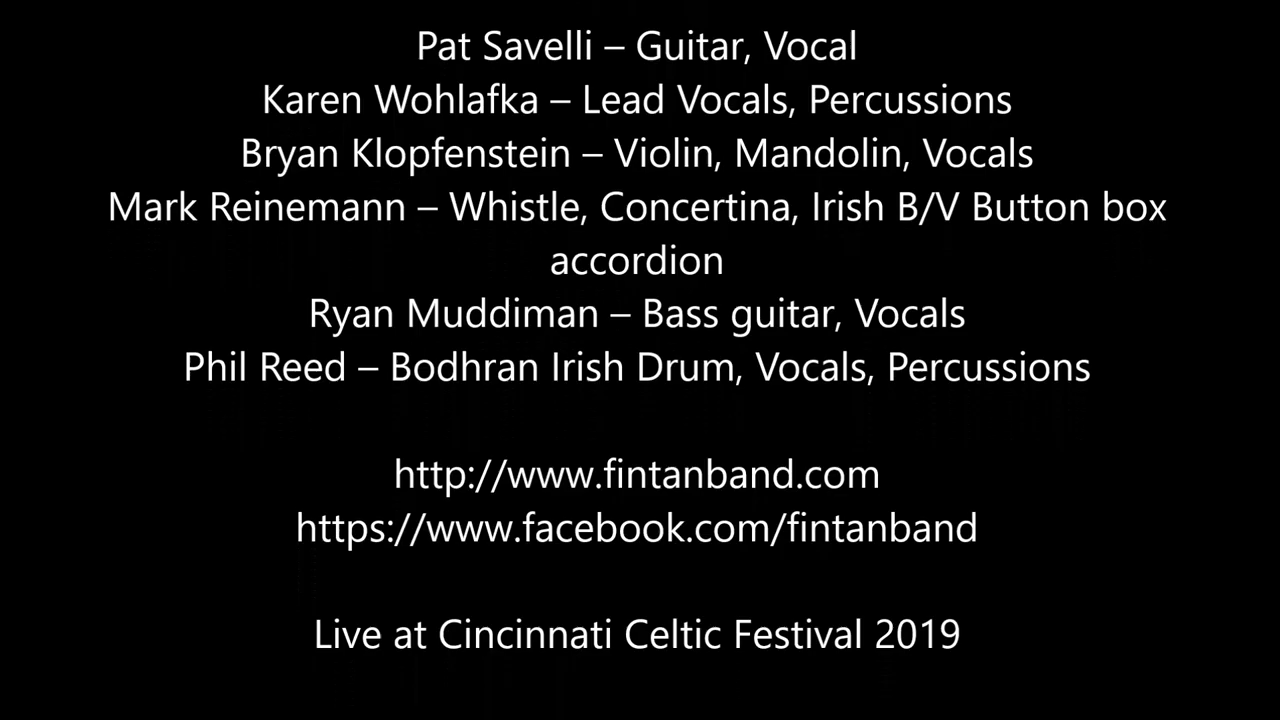 Pat Savelli – Guitar, Vocal
Karen Wohlafka – Lead Vocals, Percussions
Bryan Klopfenstein – Violin, Mandolin, Vocals
Mark Reinemann – Whistle, Concertina, Irish B/V Button box
accordion
Ryan Muddiman – Bass guitar, Vocals
Phil Reed – Bodhran Irish Drum, Vocals, Percussions
http://www.fintanband.com
https://www.facebook.com/fintanband
Live at Cincinnati Celtic Festival 2019